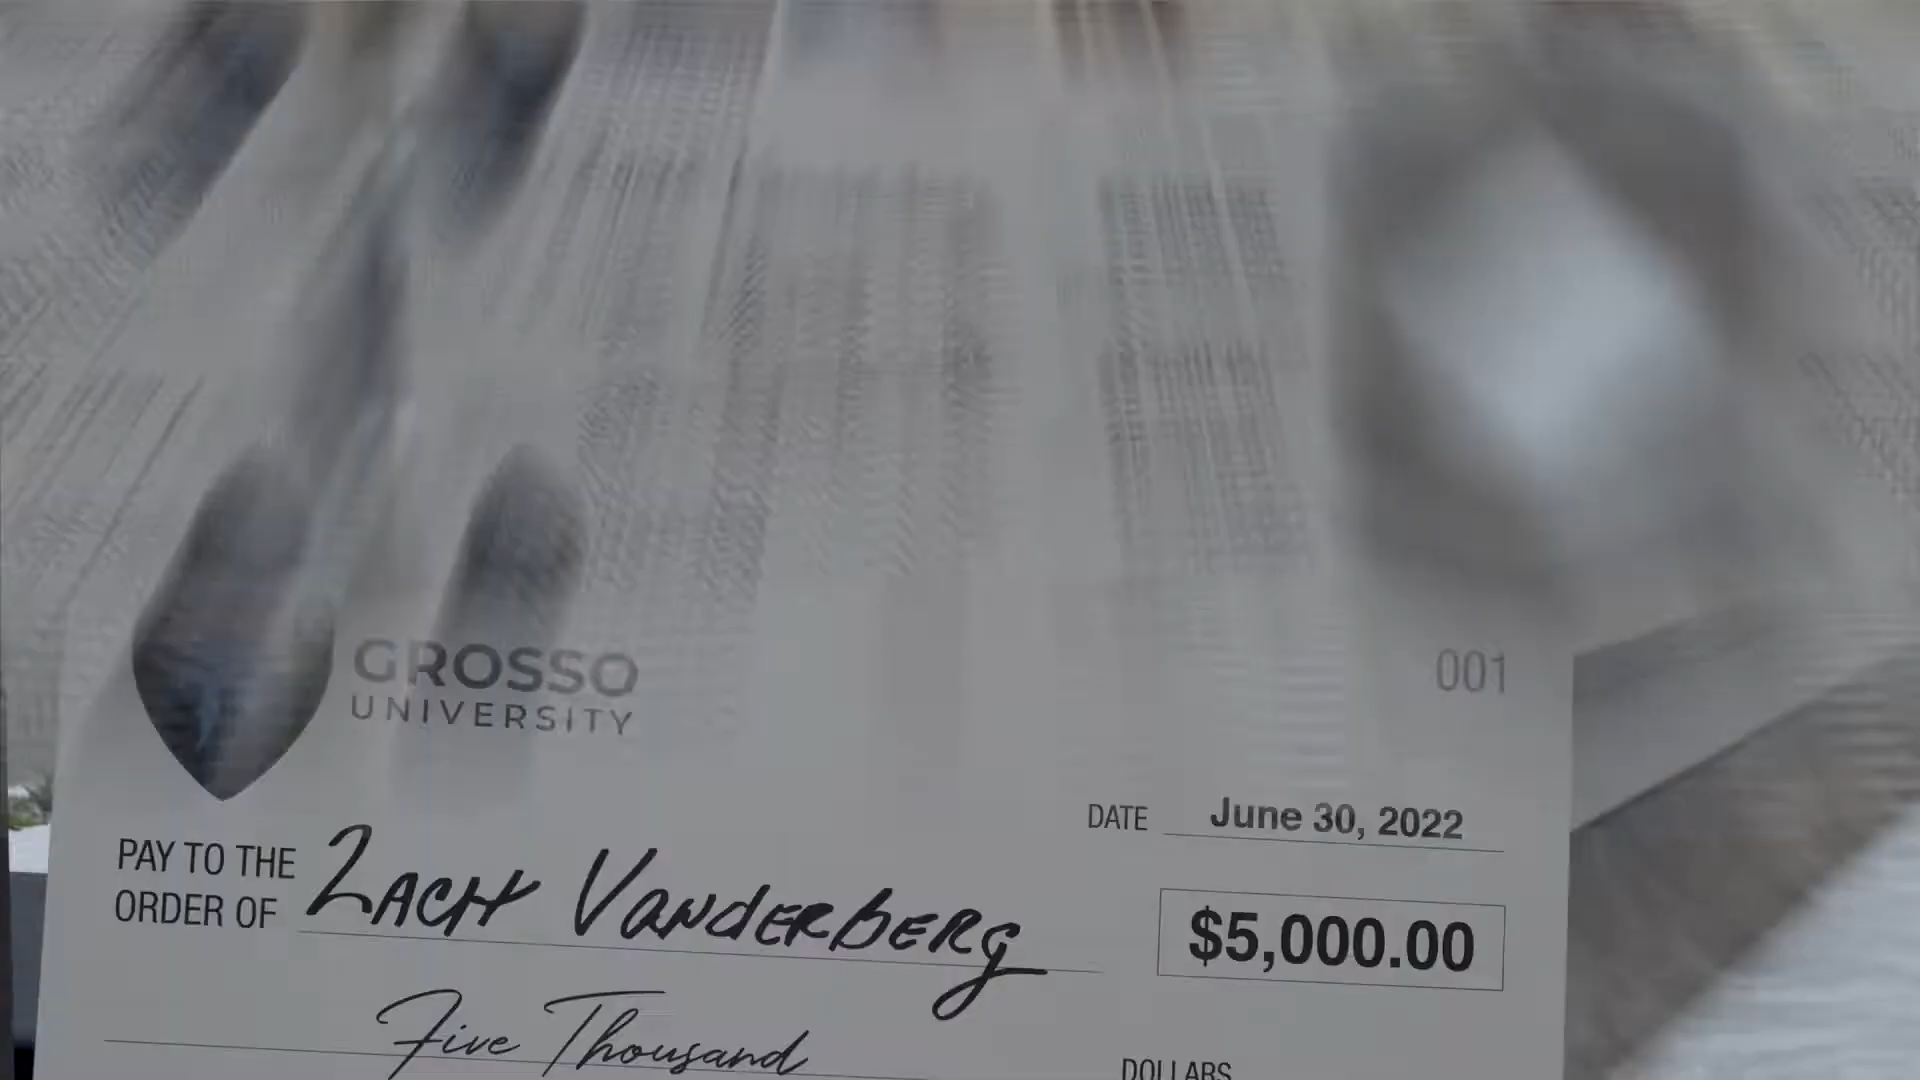 GROSSO
UNIVERSITY
001
DATE June 30, 2022
PAY TO THE
ORDER OF Zach Vanderberg
$5,000.00
Five Thousand
DOLLARS